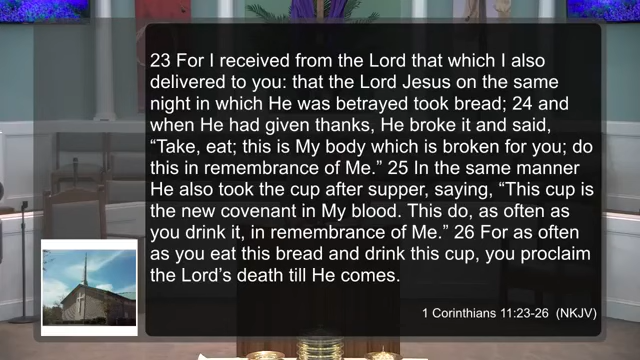 23 For I received from the Lord that which I also
delivered to you: that the Lord Jesus on the same
night in which He was betrayed took bread; 24 and
when He had given thanks, He broke it and said,
“Take, eat; this is My body which is broken for you; do
this in remembrance of Me.” 25 In the same manner
He also took the cup after supper, saying, “This cup is
the new covenant in My blood. This do, as often as
you drink it, in remembrance of Me.” 26 For as often
as you eat this bread and drink this cup, you proclaim
the Lord’s death till He comes.
1 Corinthians 11:23-26 (NKJV)